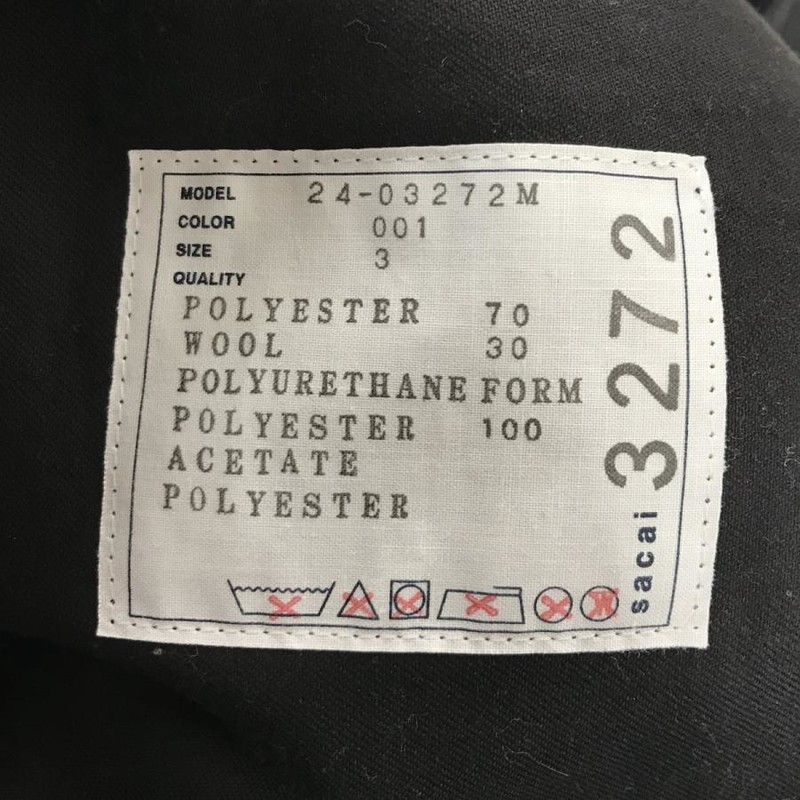 MODEL 24-03272M
COLOR 001
SIZE 3
QUALITY
POLYESTER 70
WOOL 30
POLYURETHANE FORM
POLYESTER 100
ACETATE
POLYESTER
sacai 3272